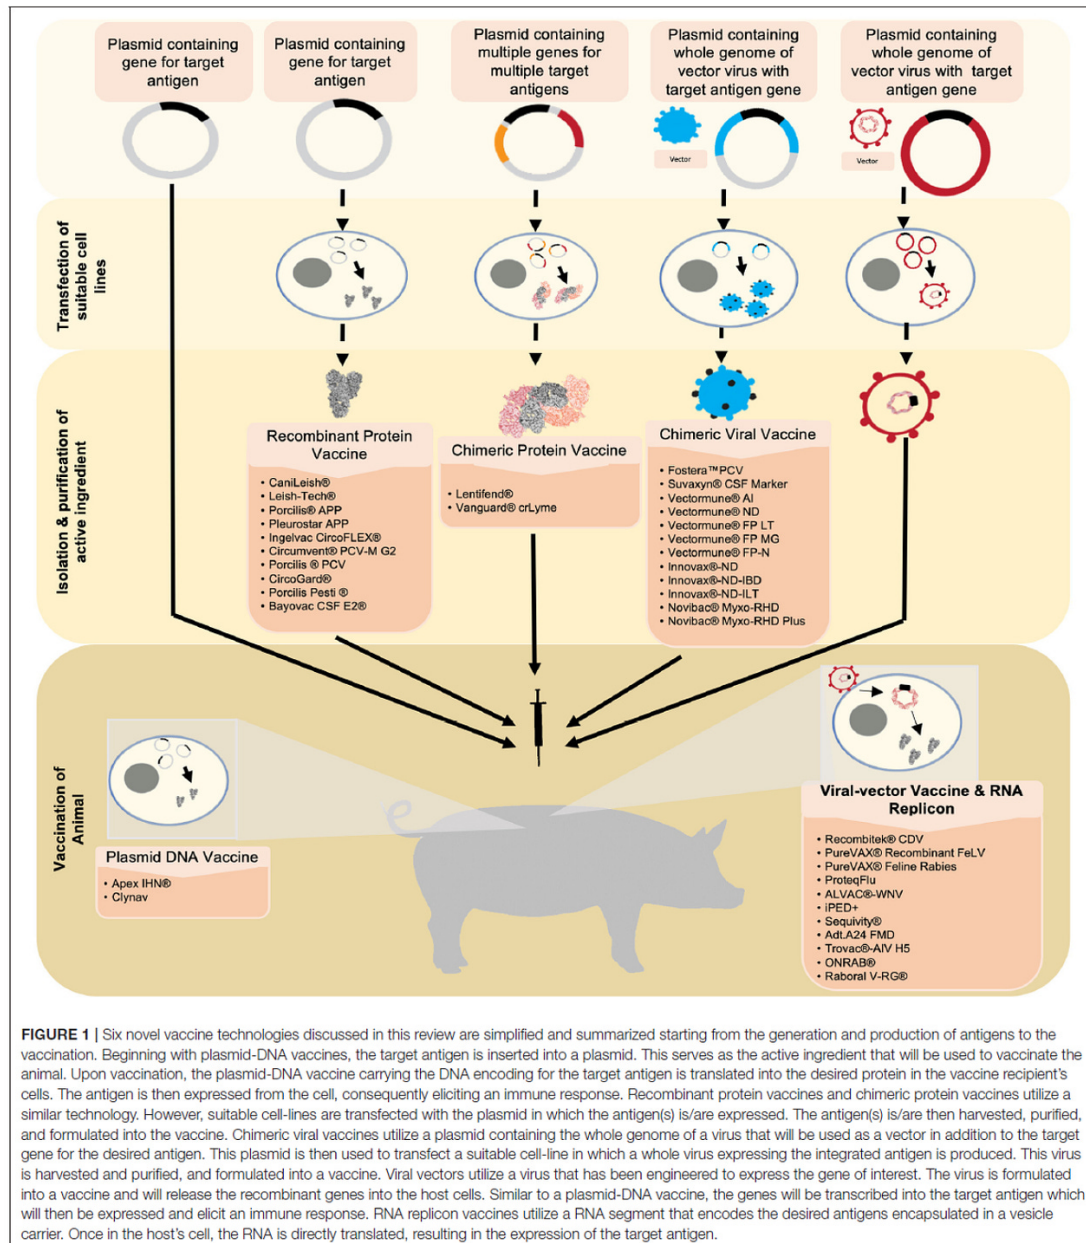 Plasmid containing
gene for target
antigen
Plasmid containing
gene for target
antigen
Plasmid containing
multiple genes for
multiple target
antigens
Plasmid containing
whole genome of
vector virus with
target antigen gene
Plasmid containing
whole genome of
vector virus with target
antigen gene
Vector
Vector
Transfection of
suitable cell
lines
Isolation & purification of
active ingredient
Recombinant Protein
Vaccine
• CaniLeish®
• Leish-Tech®
• Porcilis® APP
• Pleurostar APP
• Ingelvac CircoFLEX®
• Circumvent® PCV-M G2
• Porcilis ® PCV
• CircoGard®
• Porcilis Pesti ®
• Bayovac CSF E2®
Chimeric Protein Vaccine
• Lentifend®
• Vanguard® crLyme
Chimeric Viral Vaccine
• Fostera™PCV
• Suvaxyn® CSF Marker
• Vectormune® AI
• Vectormune® ND
• Vectormune® FP LT
• Vectormune® FP MG
• Vectormune® FP-N
• Innovax®-ND
• Innovax®-ND-IBD
• Innovax®-ND-ILT
• Novibac® Myxo-RHD
• Novibac® Myxo-RHD Plus
Vaccination of
Animal
Plasmid DNA Vaccine
• Apex IHN®
• Clynav
Viral-vector Vaccine & RNA
Replicon
• Recombitek® CDV
• PureVAX® Recombinant FeLV
• PureVAX® Feline Rabies
• ProteqFlu
• ALVAC®-WNV
• iPED+
• Sequivity®
• Adt.A24 FMD
• Trovac®-AIV H5
• ONRAB®
• Raboral V-RG®
FIGURE 1 | Six novel vaccine technologies discussed in this review are simplified and summarized starting from the generation and production of antigens to the
vaccination. Beginning with plasmid-DNA vaccines, the target antigen is inserted into a plasmid. This serves as the active ingredient that will be used to vaccinate the
animal. Upon vaccination, the plasmid-DNA vaccine carrying the DNA encoding for the target antigen is translated into the desired protein in the vaccine recipient's
cells. The antigen is then expressed from the cell, consequently eliciting an immune response. Recombinant protein vaccines and chimeric protein vaccines utilize a
similar technology. However, suitable cell-lines are transfected with the plasmid in which the antigen(s) is/are expressed. The antigen(s) is/are then harvested, purified,
and formulated into the vaccine. Chimeric viral vaccines utilize a plasmid containing the whole genome of a virus that will be used as a vector in addition to the target
gene for the desired antigen. This plasmid is then used to transfect a suitable cell-line in which a whole virus expressing the integrated antigen is produced. This virus
is harvested and purified, and formulated into a vaccine. Viral vectors utilize a virus that has been engineered to express the gene of interest. The virus is formulated
into a vaccine and will release the recombinant genes into the host cells. Similar to a plasmid-DNA vaccine, the genes will be transcribed into the target antigen which
will then be expressed and elicit an immune response. RNA replicon vaccines utilize a RNA segment that encodes the desired antigens encapsulated in a vesicle
carrier. Once in the host's cell, the RNA is directly translated, resulting in the expression of the target antigen.